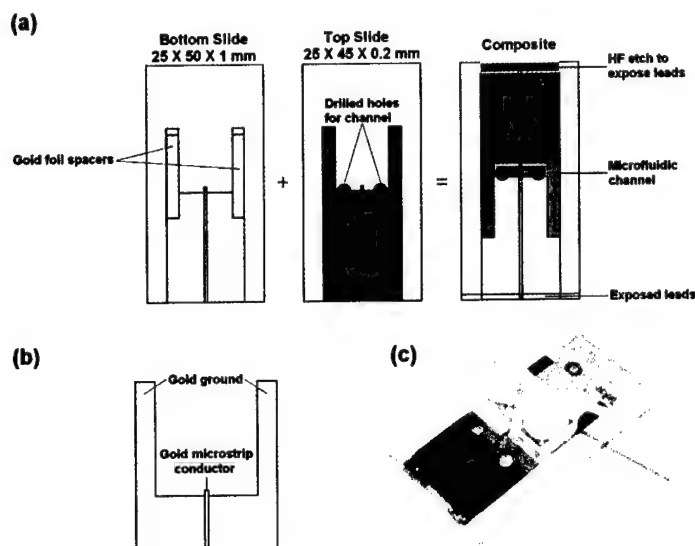 (a)
Bottom Slide
25 X 50 X 1 mm
Top Slide
25 X 45 X 0.2 mm
Composite
HF etch to
expose leads
Drilled holes
for channel
Gold foil spacers
+
=
Microfluidic
channel
Exposed leads
(b)
Gold ground
Gold microstrip
conductor
(c)